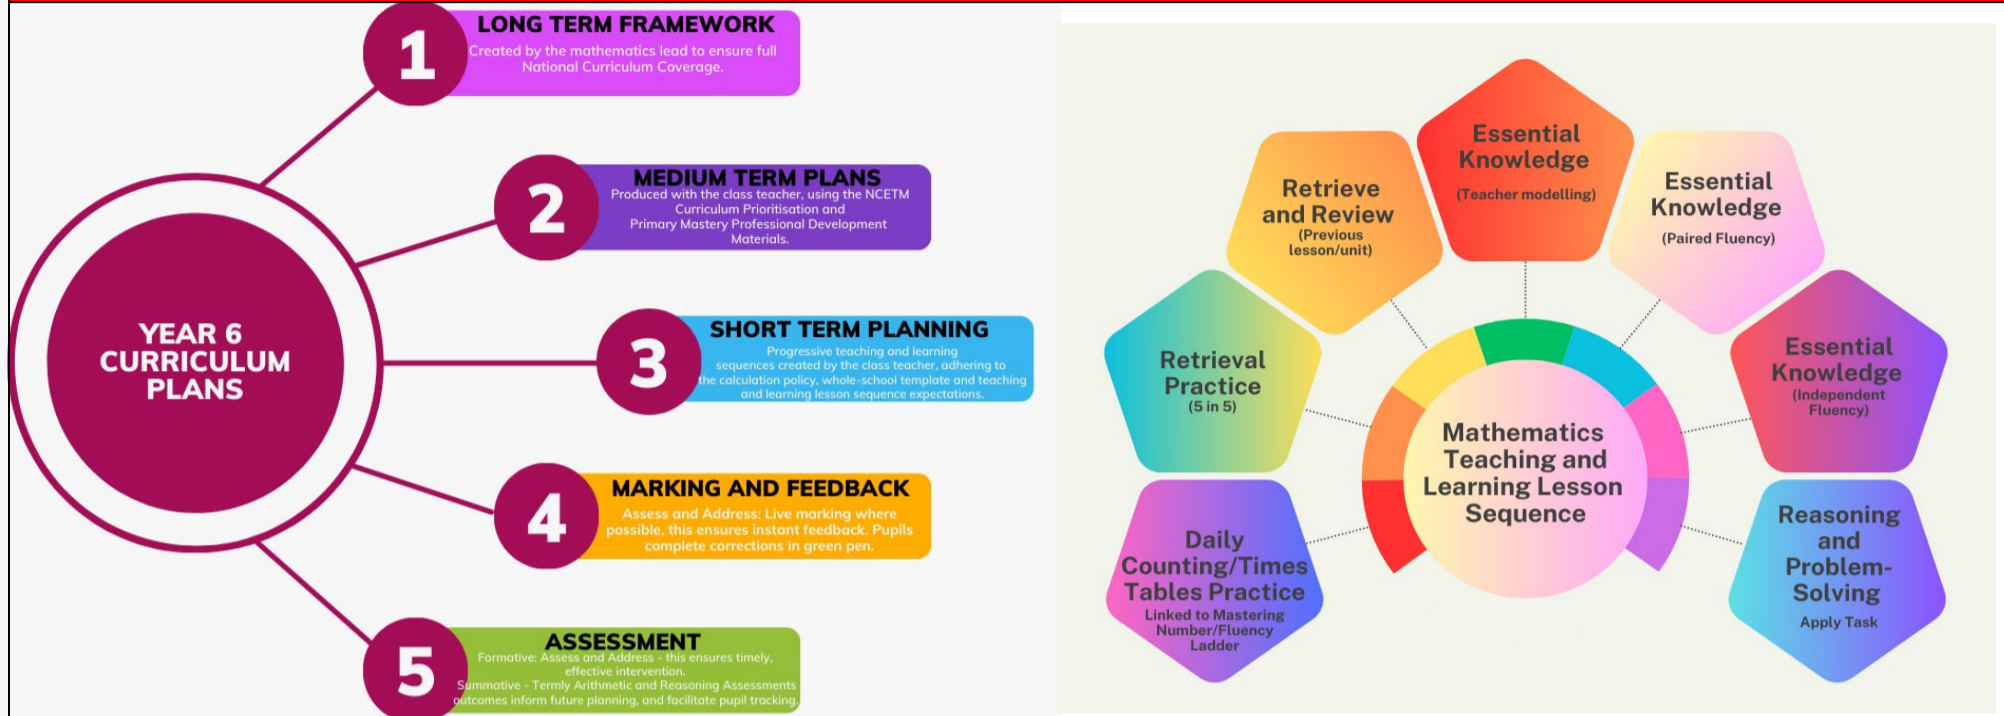 YEAR 6
CURRICULUM
PLANS
1
LONG TERM FRAMEWORK
Created by the mathematics lead to ensure full
National Curriculum Coverage.
2
MEDIUM TERM PLANS
Produced with the class teacher, using the NCETM
Curriculum Prioritisation and
Primary Mastery Professional Development
Materials.
3
SHORT TERM PLANNING
Progressive teaching and learning
sequences created by the class teacher, adhering to
the calculation policy, whole-school template and teaching
and learning lesson sequence expectations.
4
MARKING AND FEEDBACK
Assess and Address: Live marking where
possible, this ensures instant feedback. Pupils
complete corrections in green pen.
5
ASSESSMENT
Formative: Assess and Address - this ensures timely,
effective intervention.
Summative - Termly Arithmetic and Reasoning Assessments
outcomes inform future planning, and facilitate pupil tracking.
Mathematics
Teaching and
Learning Lesson
Sequence
Daily
Counting/Times
Tables Practice
Linked to Mastering
Number/Fluency
Ladder
Retrieval
Practice
(5 in 5)
Retrieve
and Review
(Previous
lesson/unit)
Essential
Knowledge
(Teacher modelling)
Essential
Knowledge
(Paired Fluency)
Essential
Knowledge
(Independent
Fluency)
Reasoning
and
Problem-
Solving
Apply Task